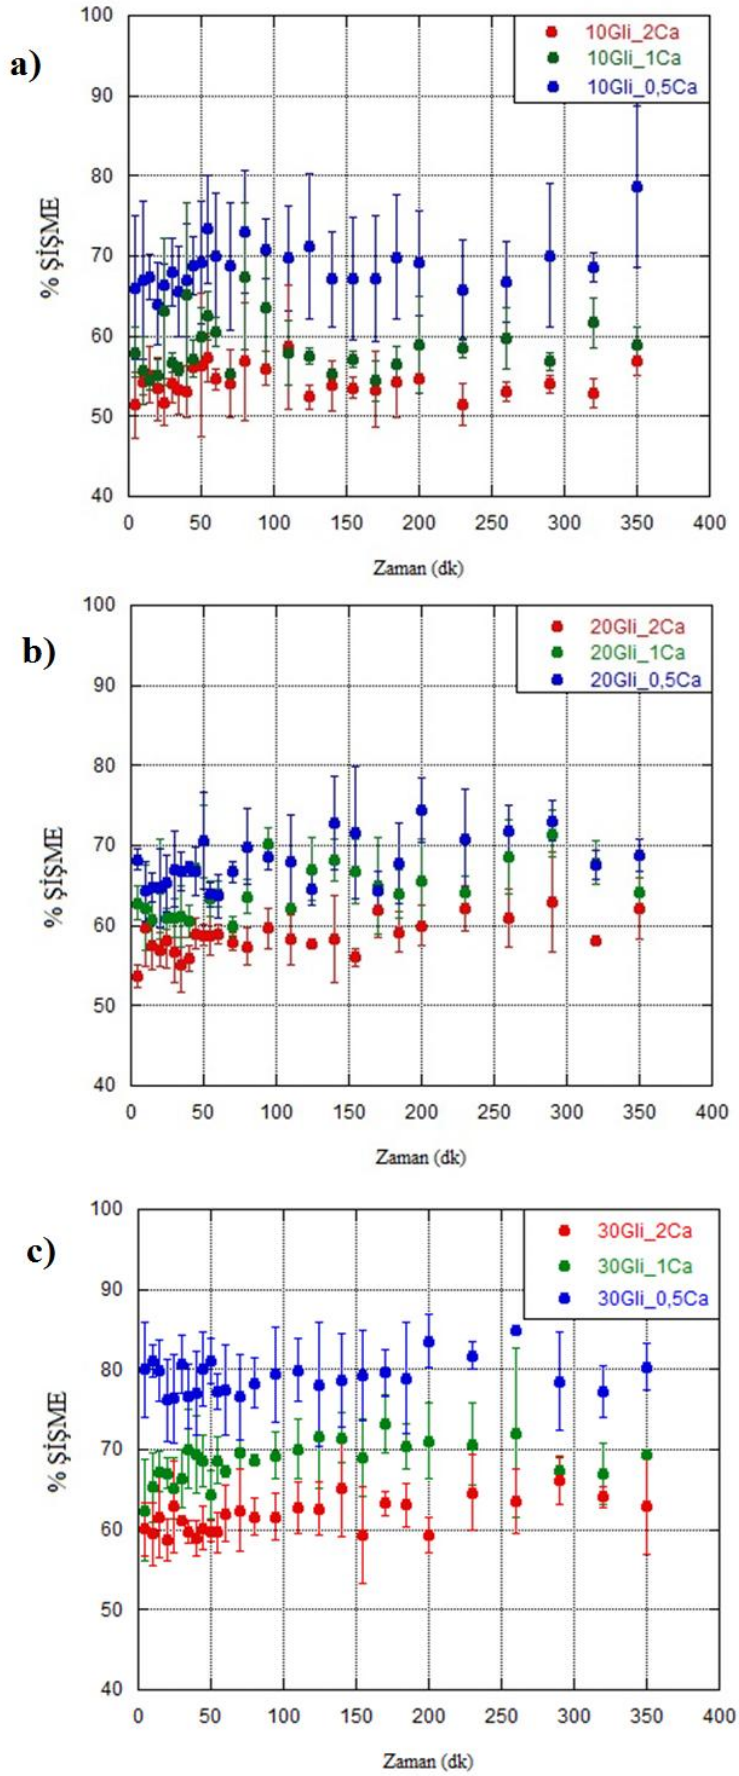 a)
% ŞİŞME
100
90
80
70
60
50
40
10Gli_2Ca
10Gli_1Ca
10Gli_0,5Ca
0 50 100 150 200 250 300 350 400
Zaman (dk)
b)
% ŞİŞME
100
90
80
70
60
50
40
20Gli_2Ca
20Gli_1Ca
20Gli_0,5Ca
0 50 100 150 200 250 300 350 400
Zaman (dk)
c)
% ŞİŞME
100
90
80
70
60
50
40
30Gli_2Ca
30Gli_1Ca
30Gli_0,5Ca
0 50 100 150 200 250 300 350 400
Zaman (dk)